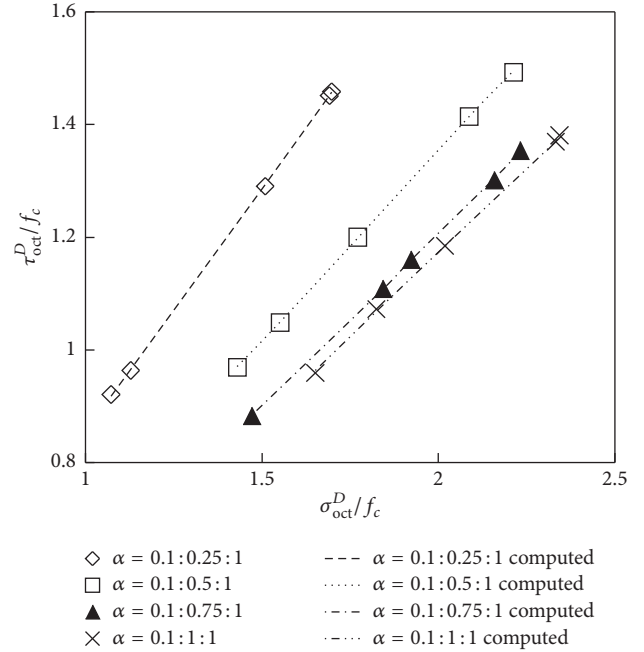 1.6
1.4
1.2
1
0.8
τ^D_oct/f_c
1 1.5 2 2.5
σ^D_oct/f_c
α = 0.1:0.25:1
α = 0.1:0.5:1
α = 0.1:0.75:1
α = 0.1:1:1
α = 0.1:0.25:1 computed
α = 0.1:0.5:1 computed
α = 0.1:0.75:1 computed
α = 0.1:1:1 computed